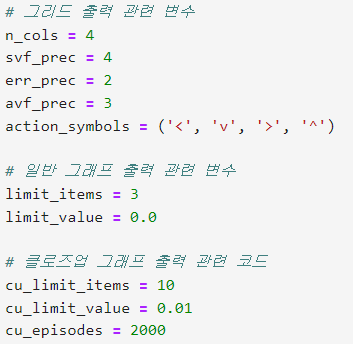 # 그리드 출력 관련 변수
n_cols = 4
svf_prec = 4
err_prec = 2
avf_prec = 3
action_symbols = ('<', 'v', '>', '^')
# 일반 그래프 출력 관련 변수
limit_items = 3
limit_value = 0.0
# 클로즈업 그래프 출력 관련 코드
cu_limit_items = 10
cu_limit_value = 0.01
cu_episodes = 2000